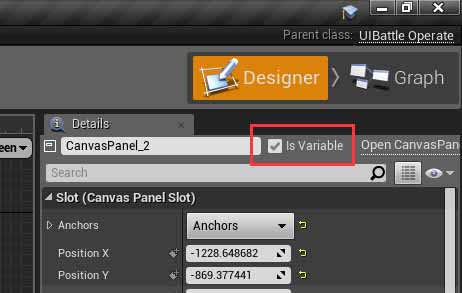 Parent class: UIBattle Operate
Designer
Graph
Details
een
CanvasPanel_2
Is Variable
Open CanvasPan
Search
Slot (Canvas Panel Slot)
Anchors
Anchors
Position X
-1228.648682
Position Y
-869.377441